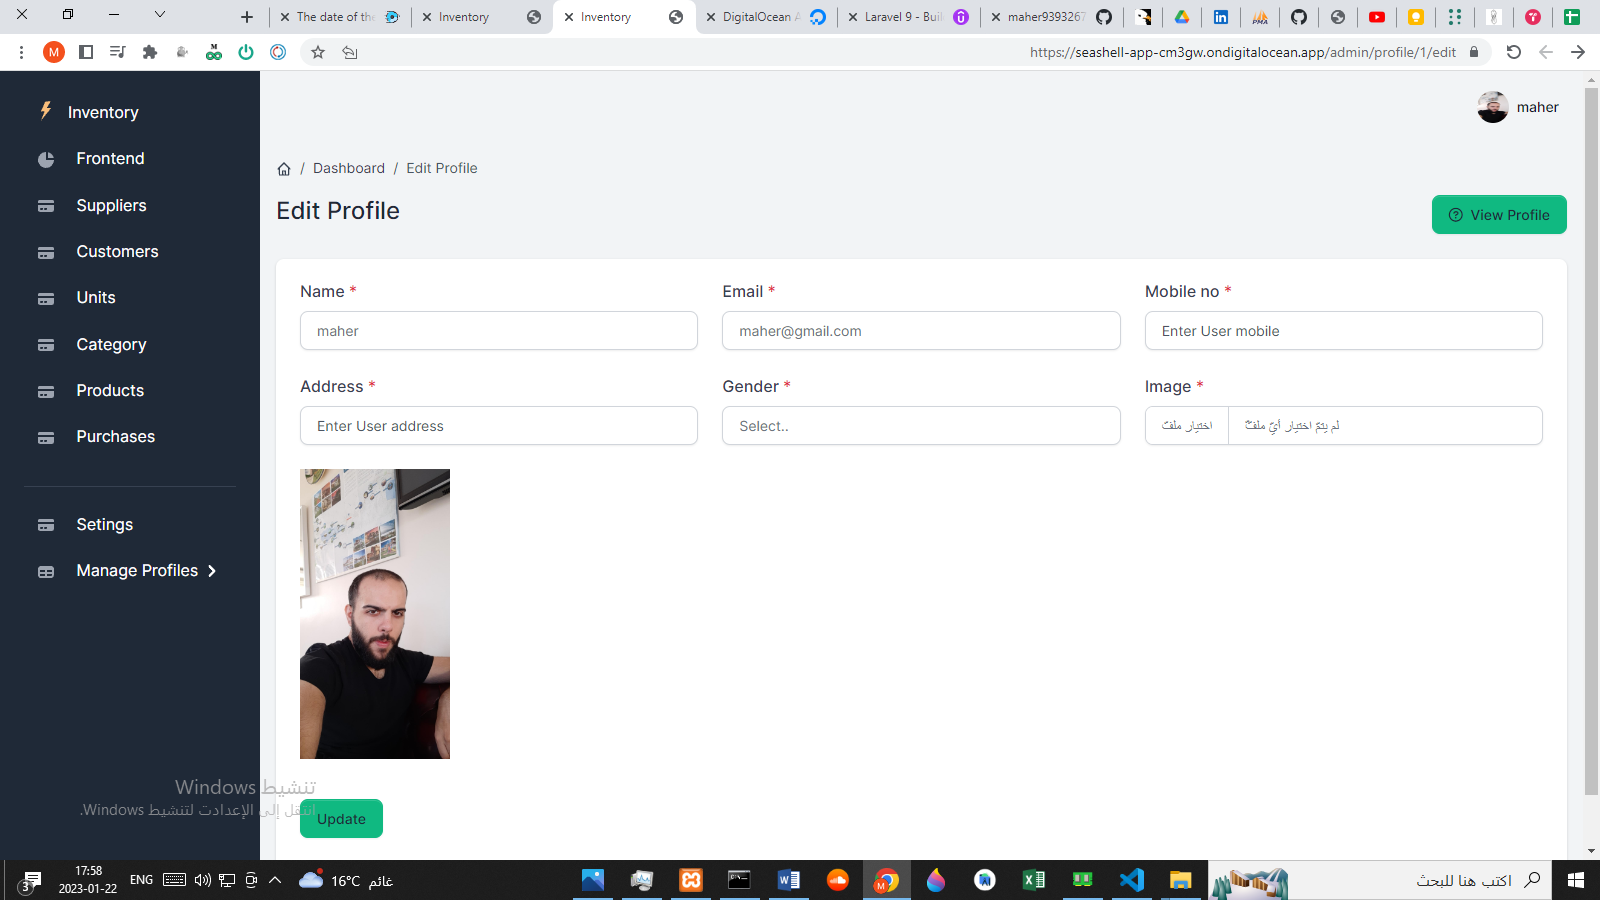 The date of the
Inventory
Inventory
DigitalOcean A
Laravel 9 - Buil
maher9393267
M
https://seashell-app-cm3gw.ondigitalocean.app/admin/profile/1/edit
Inventory
Frontend
Suppliers
Customers
Units
Category
Products
Purchases
Setings
Manage Profiles
maher
/ Dashboard / Edit Profile
Edit Profile
View Profile
Name *
Email *
Mobile no *
maher
maher@gmail.com
Enter User mobile
Address *
Gender *
Image *
Enter User address
Select..
اختيار ملف
لم يتمّ اختيار أيّ ملف
Update
تنشيط Windows
انتقل إلى الإعدادت لتنشيط Windows.
3
17:58
2023-01-22
ENG
16°C غائم
اكتب هنا للبحث